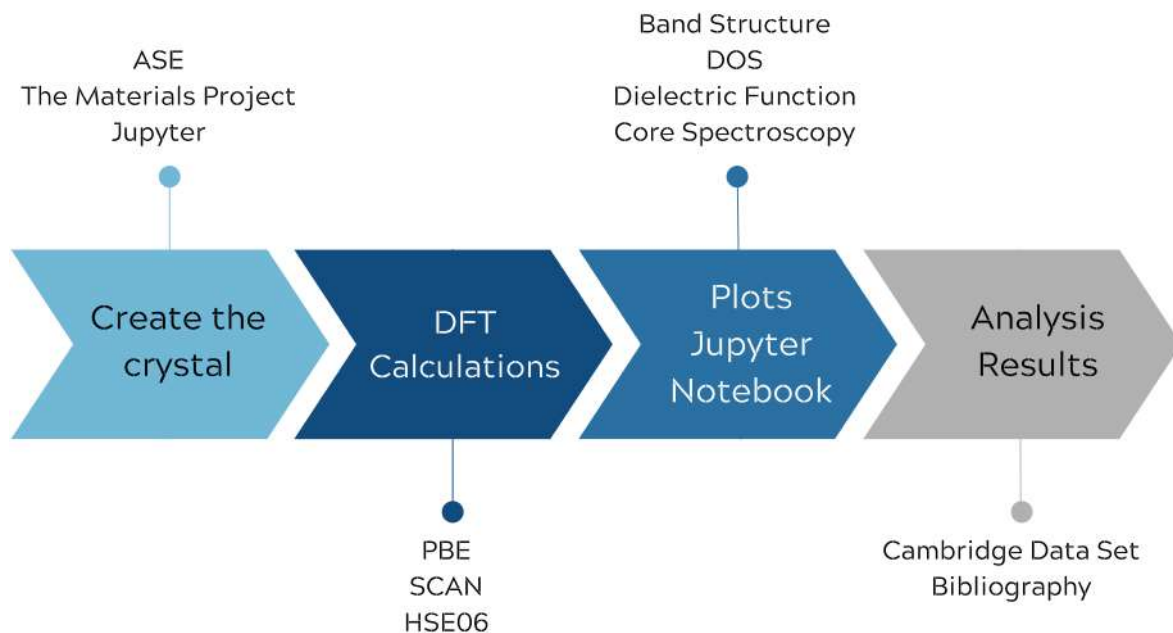 ASE
The Materials Project
Jupyter
Band Structure
DOS
Dielectric Function
Core Spectroscopy
Create the
crystal
DFT
Calculations
Plots
Jupyter
Notebook
Analysis
Results
PBE
SCAN
HSE06
Cambridge Data Set
Bibliography